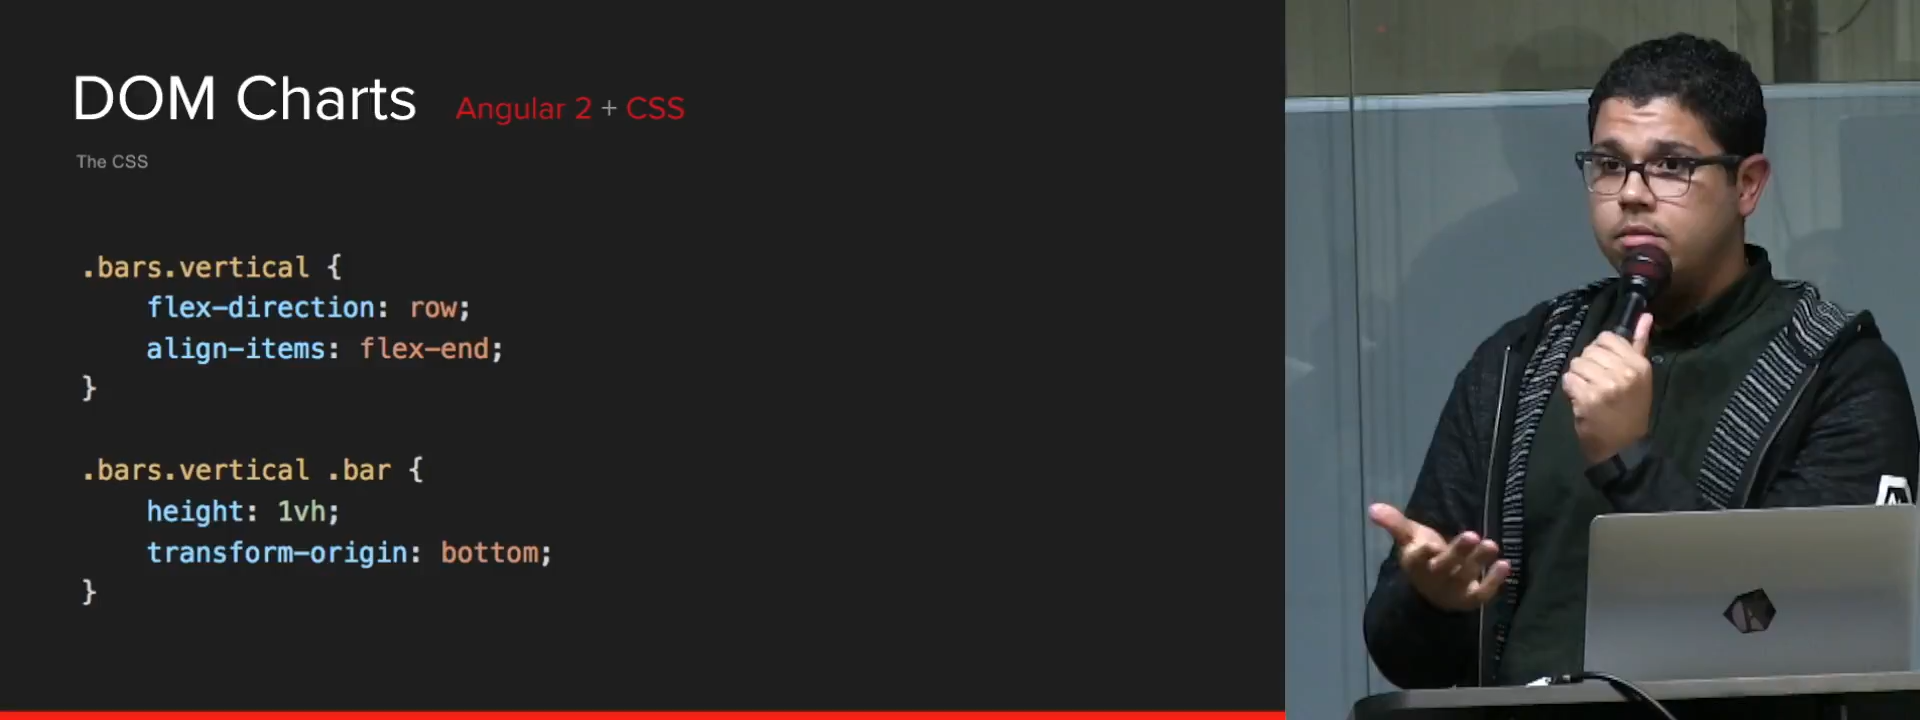 DOM Charts Angular 2 + CSS
The CSS
.bars.vertical {
flex-direction: row;
align-items: flex-end;
}
.bars.vertical .bar {
height: 1vh;
transform-origin: bottom;
}